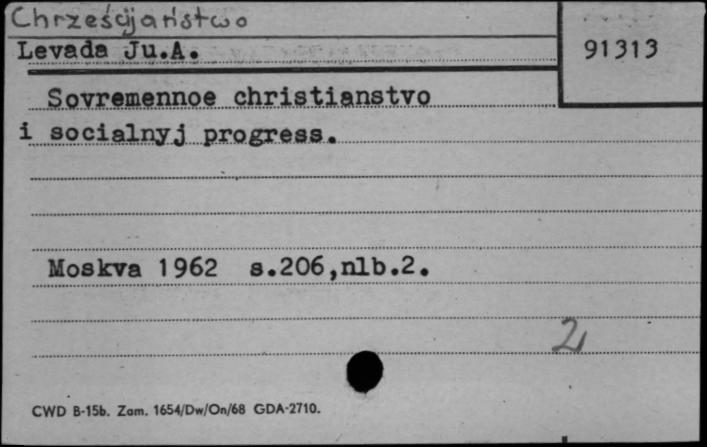 Chrześcijaństwo
Levada Ju.A.
91313
Sovremennoe christianstvo
i socialnyj progress.
Moskva 1962 s.206,nlb.2.
2
CWD B-15b. Zam. 1654/Dw/On/68 GDA-2710.